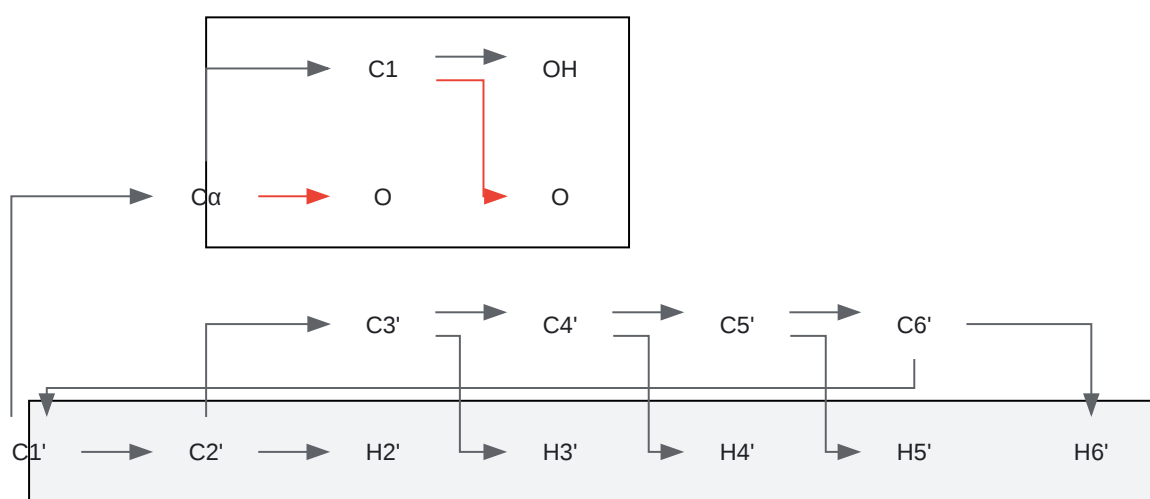 C1 OH
Cα O O
C3' C4' C5' C6'
C1' C2' H2' H3' H4' H5' H6'